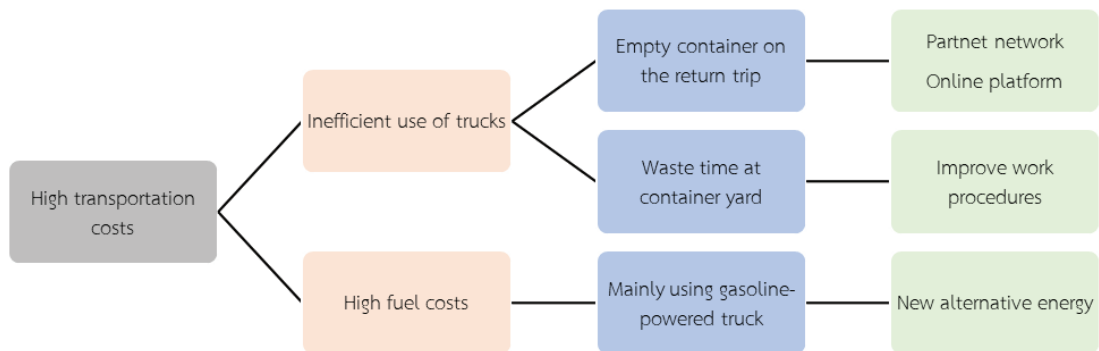 High transportation
costs
Inefficient use of trucks
High fuel costs
Empty container on
the return trip
Waste time at
container yard
Mainly using gasoline-
powered truck
Partnet network
Online platform
Improve work
procedures
New alternative energy